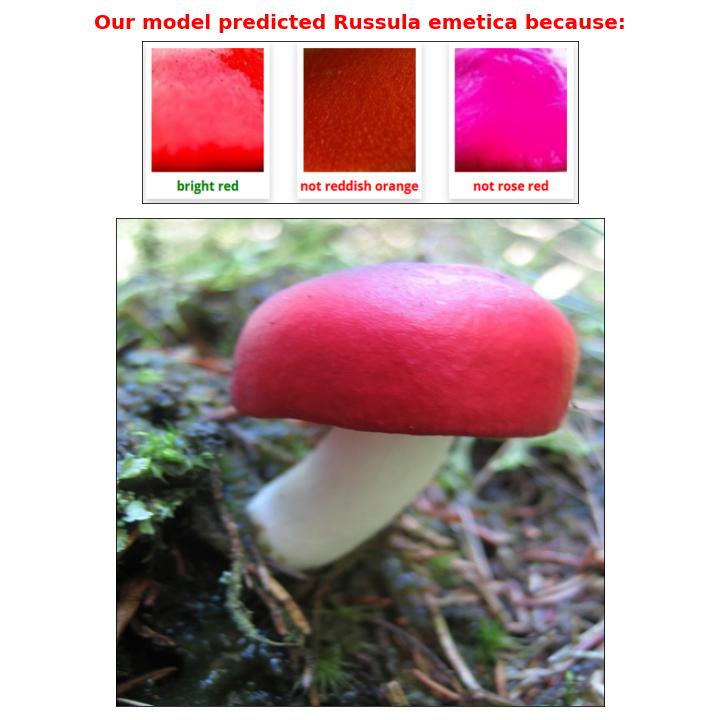 Our model predicted Russula emetica because:
bright red
not reddish orange
not rose red